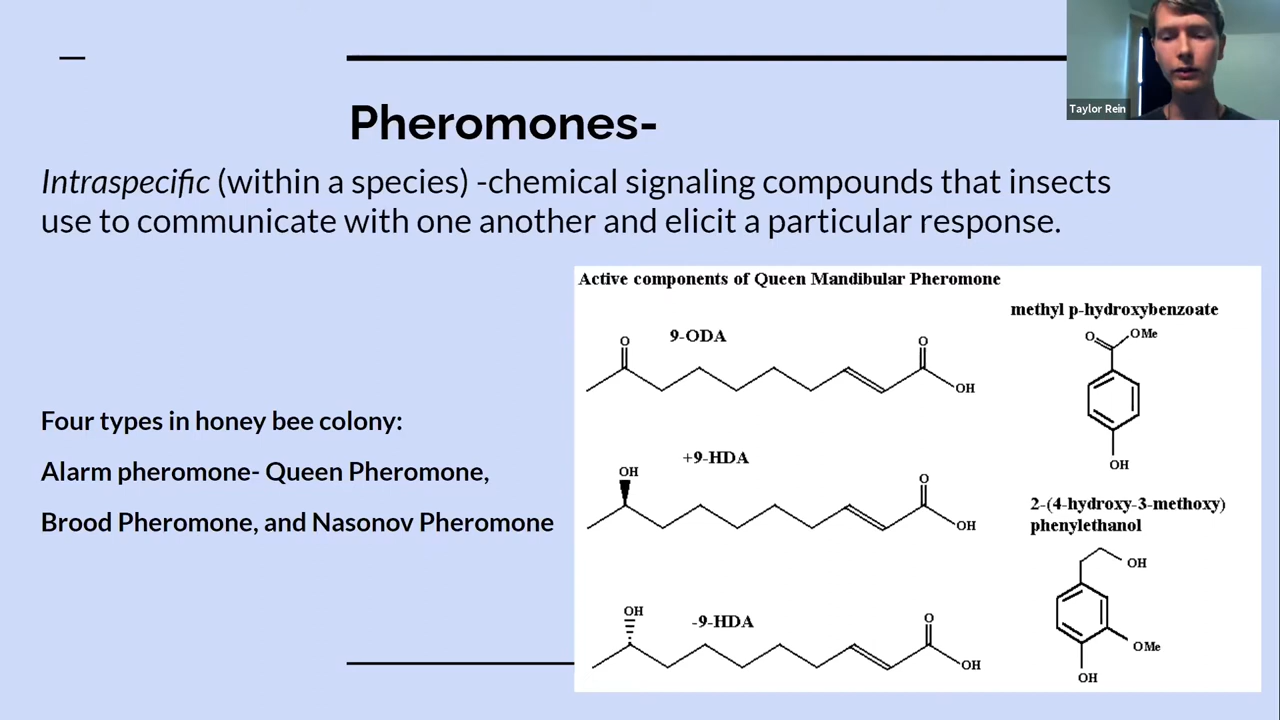 Taylor Rein
Pheromones-
Intraspecific (within a species) -chemical signaling compounds that insects
use to communicate with one another and elicit a particular response.
Four types in honey bee colony:
Alarm pheromone- Queen Pheromone,
Brood Pheromone, and Nasonov Pheromone
Active components of Queen Mandibular Pheromone
9-ODA
O
O
OH
+9-HDA
OH
O
OH
-9-HDA
OH
O
OH
methyl p-hydroxybenzoate
O
OMe
OH
2-(4-hydroxy-3-methoxy)
phenylethanol
OH
OMe
OH